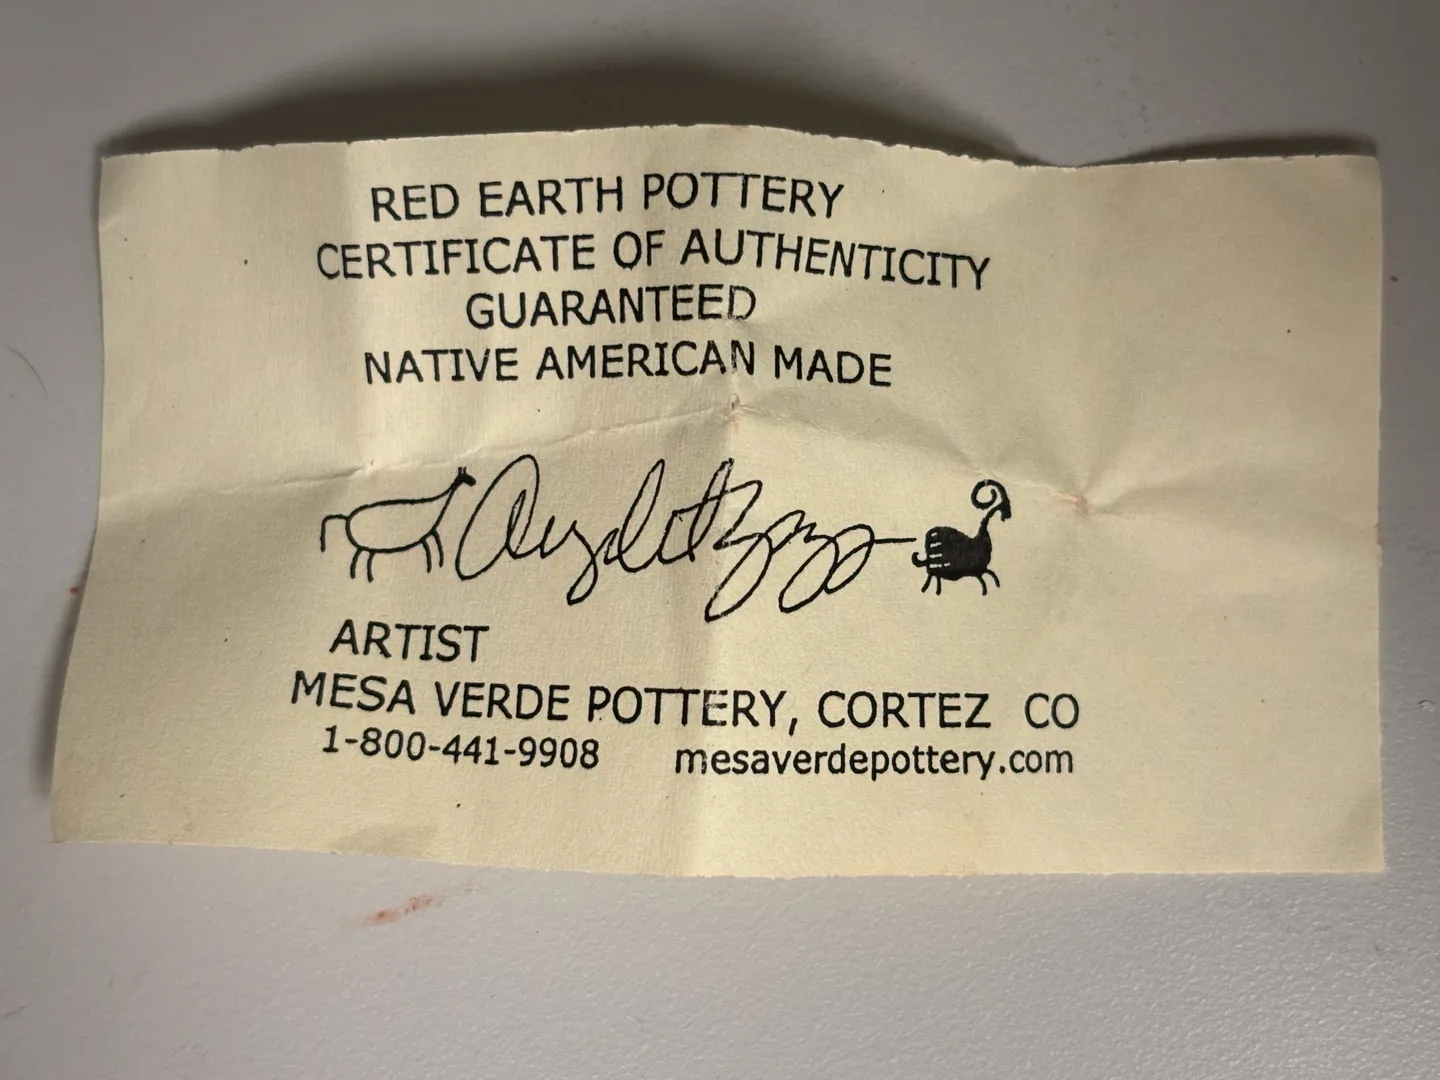 RED EARTH POTTERY
CERTIFICATE OF AUTHENTICITY
GUARANTEED
NATIVE AMERICAN MADE
ARTIST
MESA VERDE POTTERY, CORTEZ CO
1-800-441-9908 mesaverdepottery.com